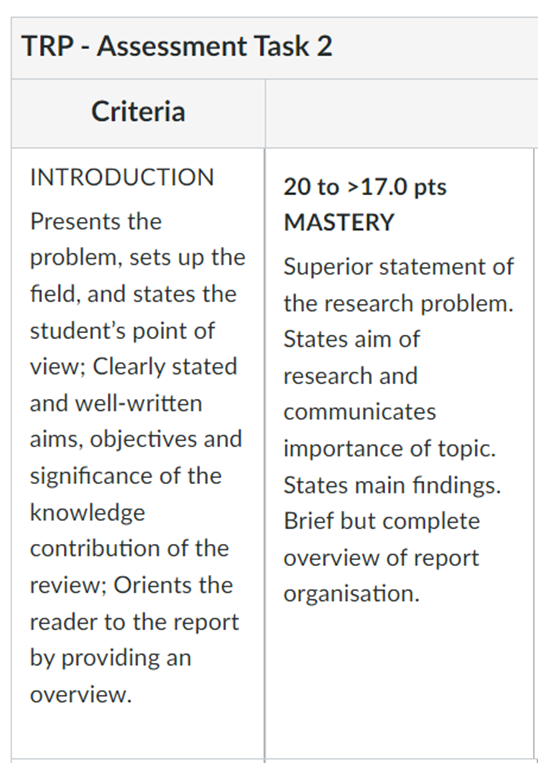 TRP - Assessment Task 2
Criteria
INTRODUCTION
Presents the
problem, sets up the
field, and states the
student’s point of
view; Clearly stated
and well-written
aims, objectives and
significance of the
knowledge
contribution of the
review; Orients the
reader to the report
by providing an
overview.
20 to >17.0 pts
MASTERY
Superior statement of
the research problem.
States aim of
research and
communicates
importance of topic.
States main findings.
Brief but complete
overview of report
organisation.